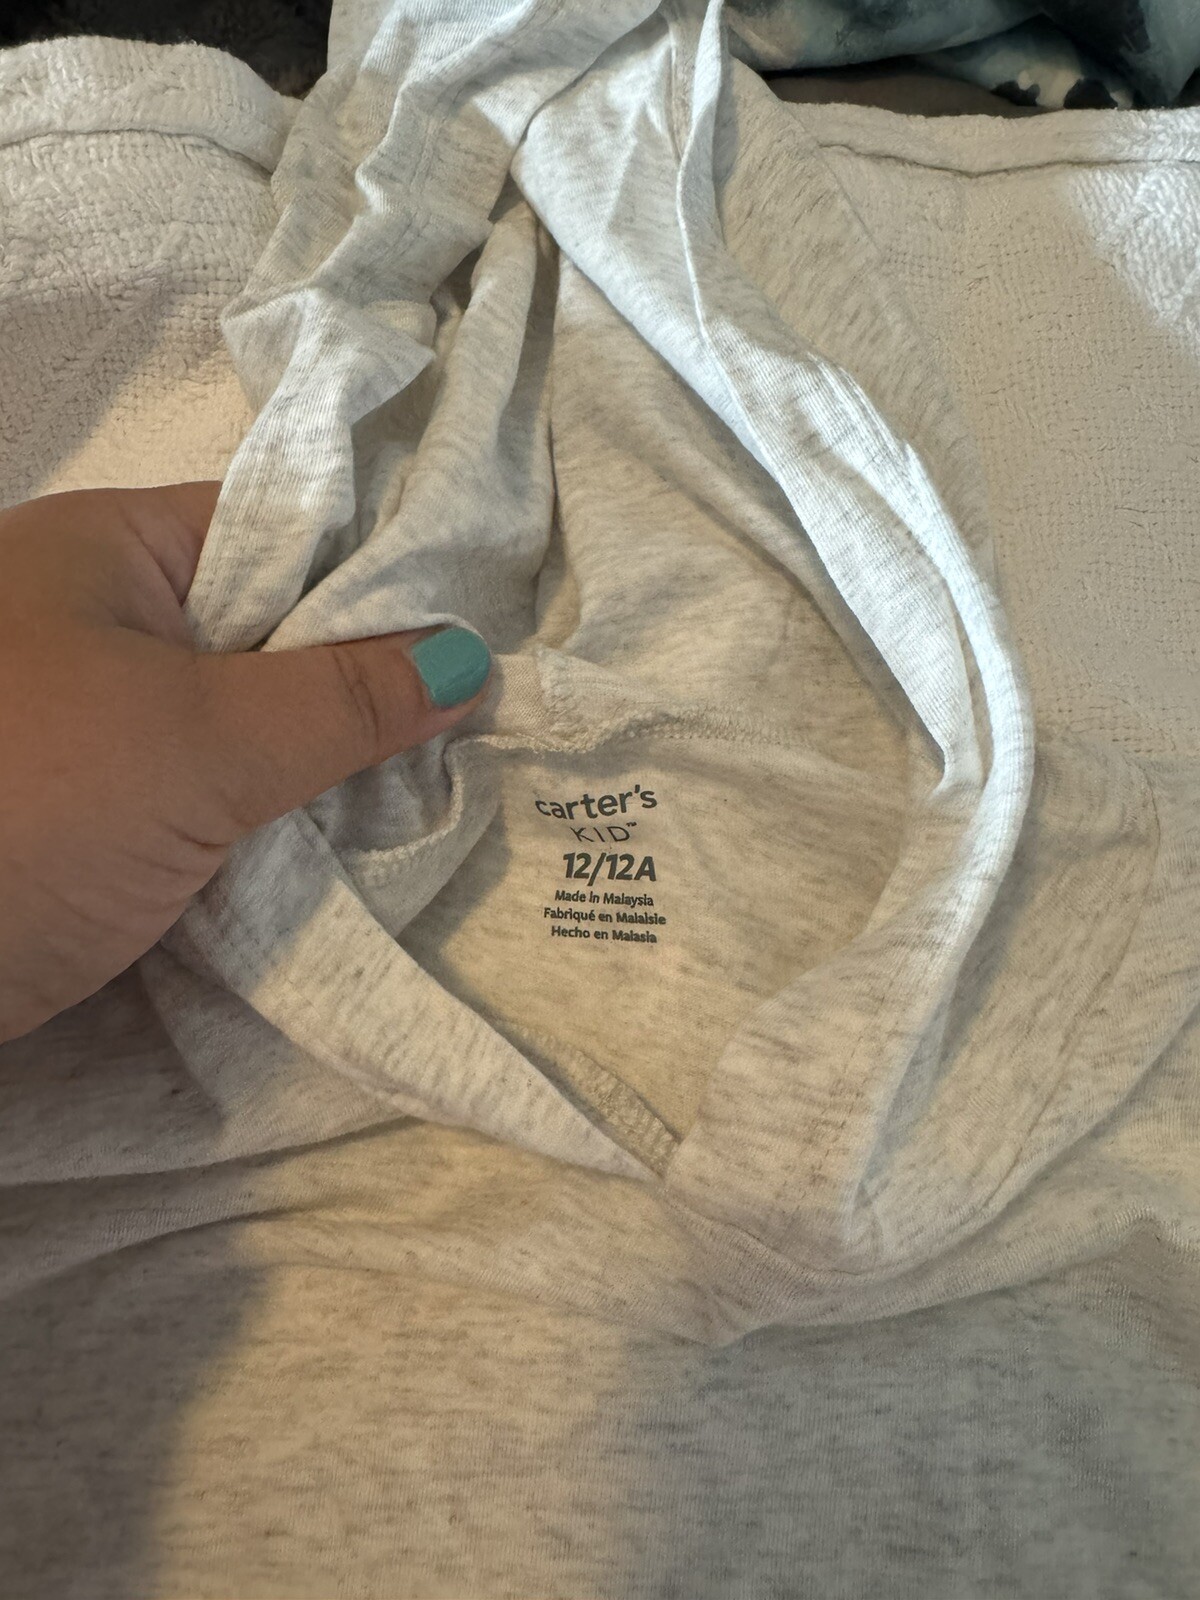 carter's
KID™
12/12A
Made in Malaysia
Fabriqué en Malaisie
Hecho en Malasia